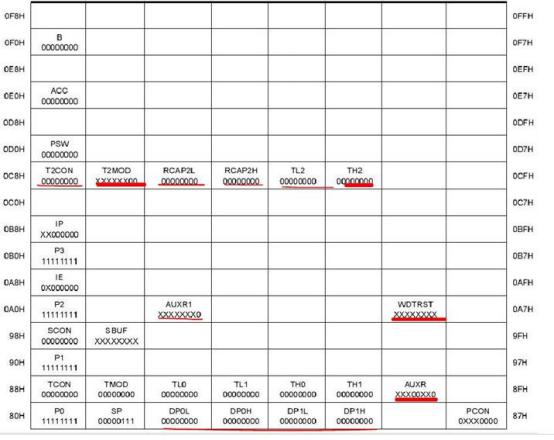 0F8H 0FFH
0F0H B 0F7H
00000000
0E8H 0EFH
0E0H ACC 0E7H
00000000
0D8H 0DFH
0D0H PSW 0D7H
00000000
0C8H T2CON T2MOD RCAP2L RCAP2H TL2 TH2 0CFH
00000000 XXXXXX00 00000000 00000000 00000000 00000000
0C0H 0C7H
0B8H IP 0BFH
XX000000
0B0H P3 0B7H
11111111
0A8H IE 0AFH
0X000000
0A0H P2 AUXR1 WDTRST 0A7H
11111111 XXXXXXX0 XXXXXXXX
98H SCON SBUF 9FH
00000000 XXXXXXXX
90H P1 97H
11111111
88H TCON TMOD TL0 TL1 TH0 TH1 AUXR 8FH
00000000 00000000 00000000 00000000 00000000 00000000 XXX00XX0
80H P0 SP DP0L DP0H DP1L DP1H PCON 87H
11111111 00000111 00000000 00000000 00000000 00000000 0XXX0000